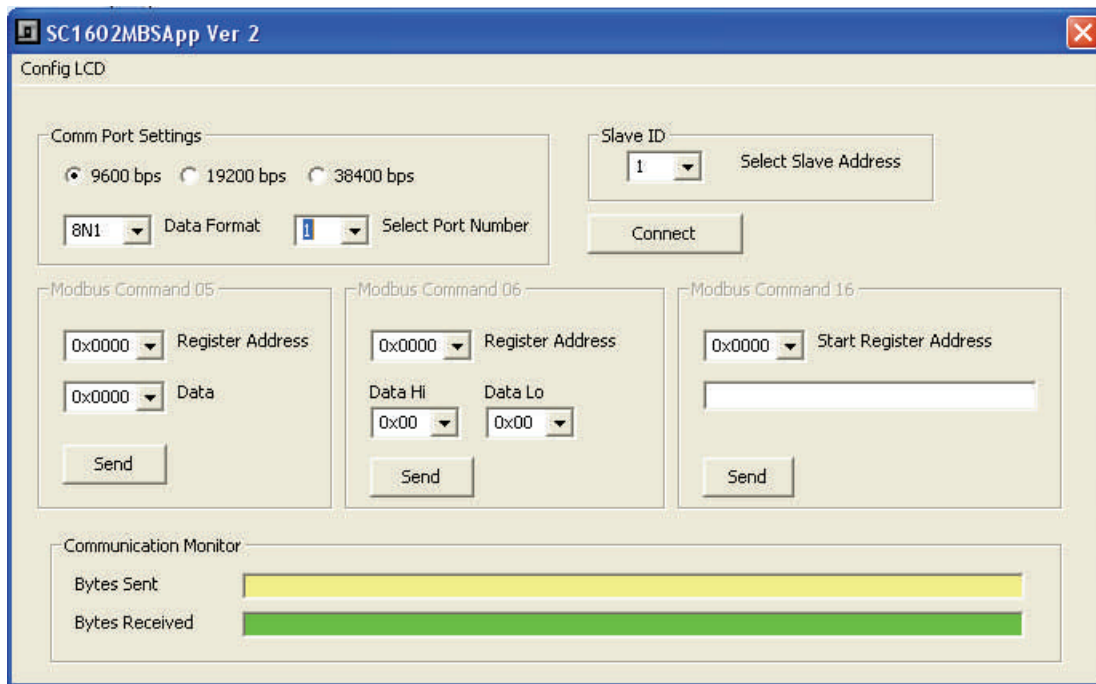 SC1602MBSApp Ver 2
Config LCD
Comm Port Settings
9600 bps 19200 bps 38400 bps
8N1 Data Format 1 Select Port Number
Slave ID
1 Select Slave Address
Connect
Modbus Command 05
0x0000 Register Address
0x0000 Data
Send
Modbus Command 06
0x0000 Register Address
Data Hi Data Lo
0x00 0x00
Send
Modbus Command 16
0x0000 Start Register Address
Send
Communication Monitor
Bytes Sent
Bytes Received